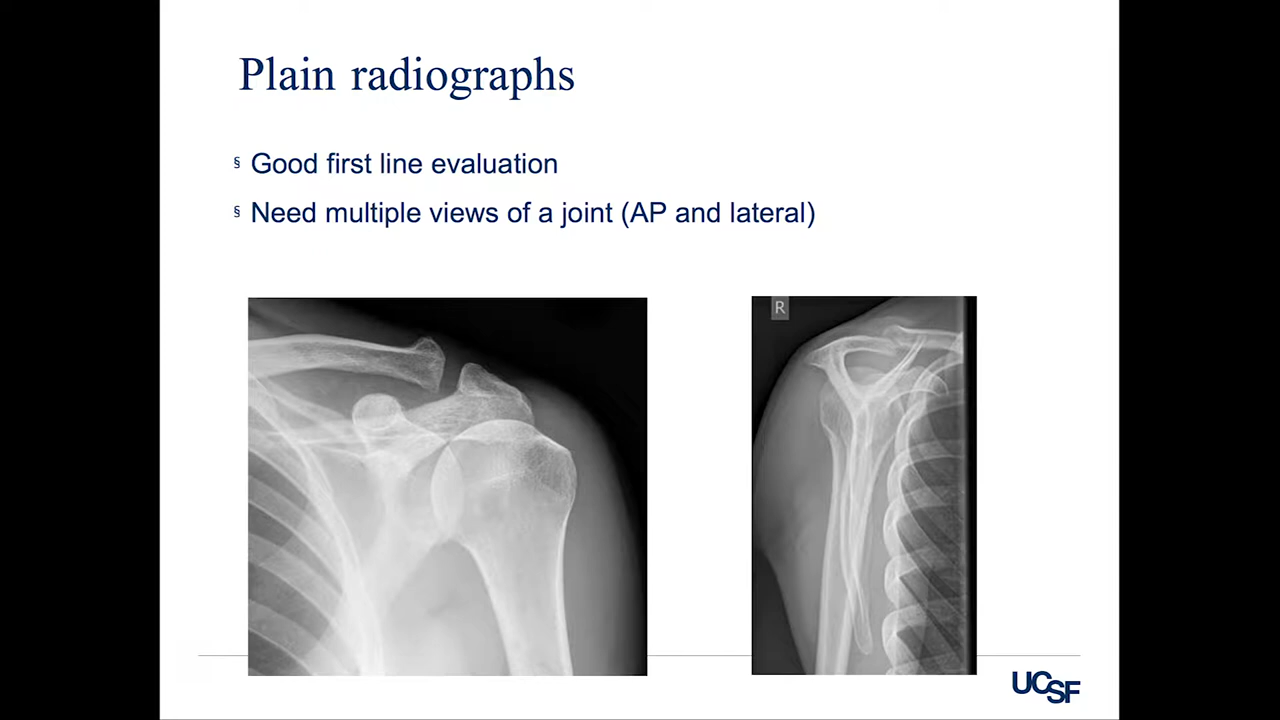 Plain radiographs
§ Good first line evaluation
§ Need multiple views of a joint (AP and lateral)
R
UCSF